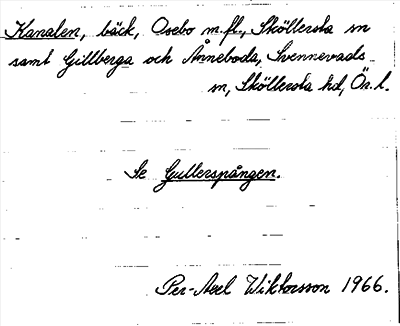 Kanalen, bäck, Osebo m.fl., Sköllersta sn
samt Gillberga och Ånneboda, Svennevads
sn, Sköllersta hd, Ör. l.
Se Gullerspången.
Per-Axel Wiktorsson 1966.